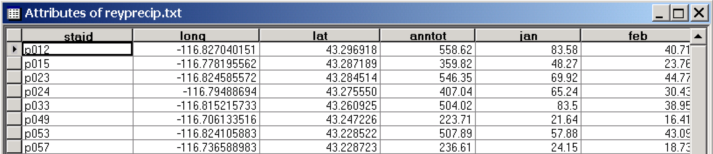 Attributes of reyprecip.txt
staid long lat anntot jan feb
p012 -116.827040151 43.296918 558.62 83.58 40.71
p015 -116.778195562 43.287189 359.82 48.27 23.76
p023 -116.824585572 43.284514 546.35 69.92 44.77
p024 -116.79488694 43.275550 407.04 65.24 30.43
p033 -116.815215733 43.260925 504.02 83.5 38.95
p049 -116.706133516 43.247226 223.71 21.64 16.41
p053 -116.824105883 43.228522 507.89 57.88 43.09
p057 -116.736588983 43.228723 236.61 24.15 18.73